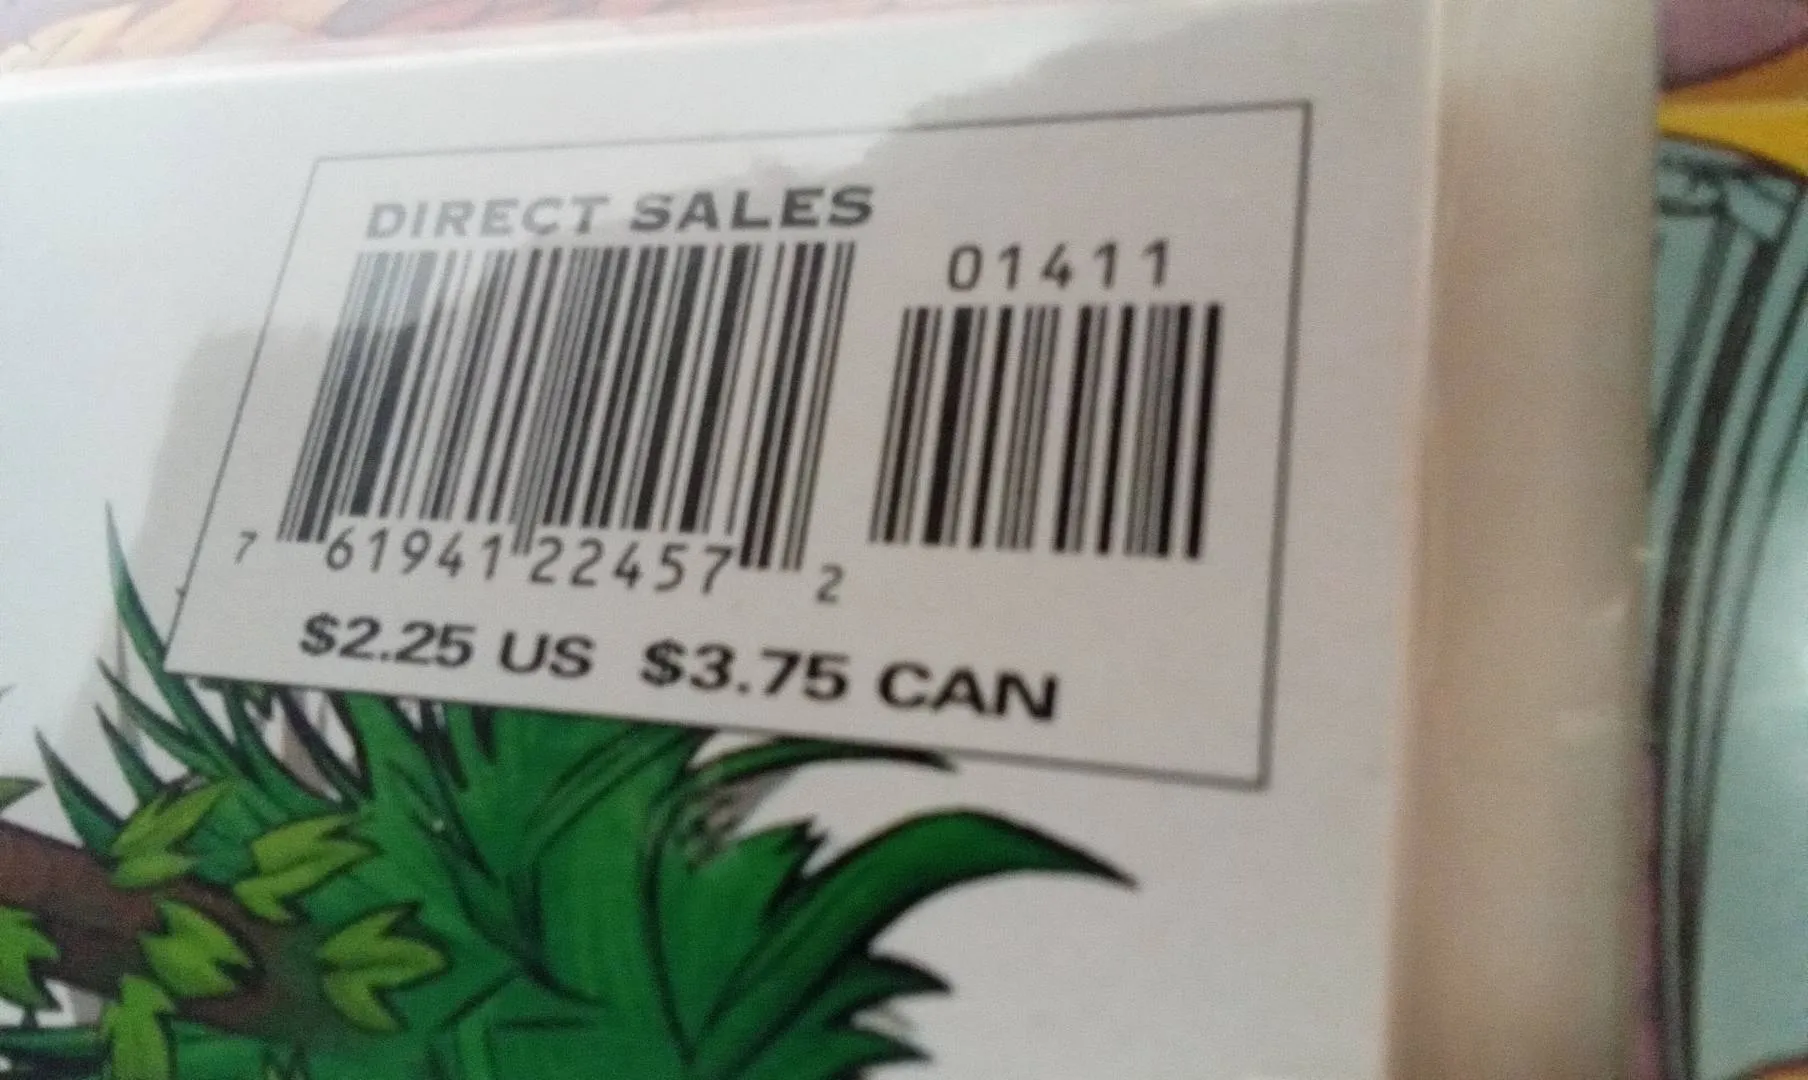 DIRECT SALES
01411
7 61941 22457 2
$2.25 US $3.75 CAN